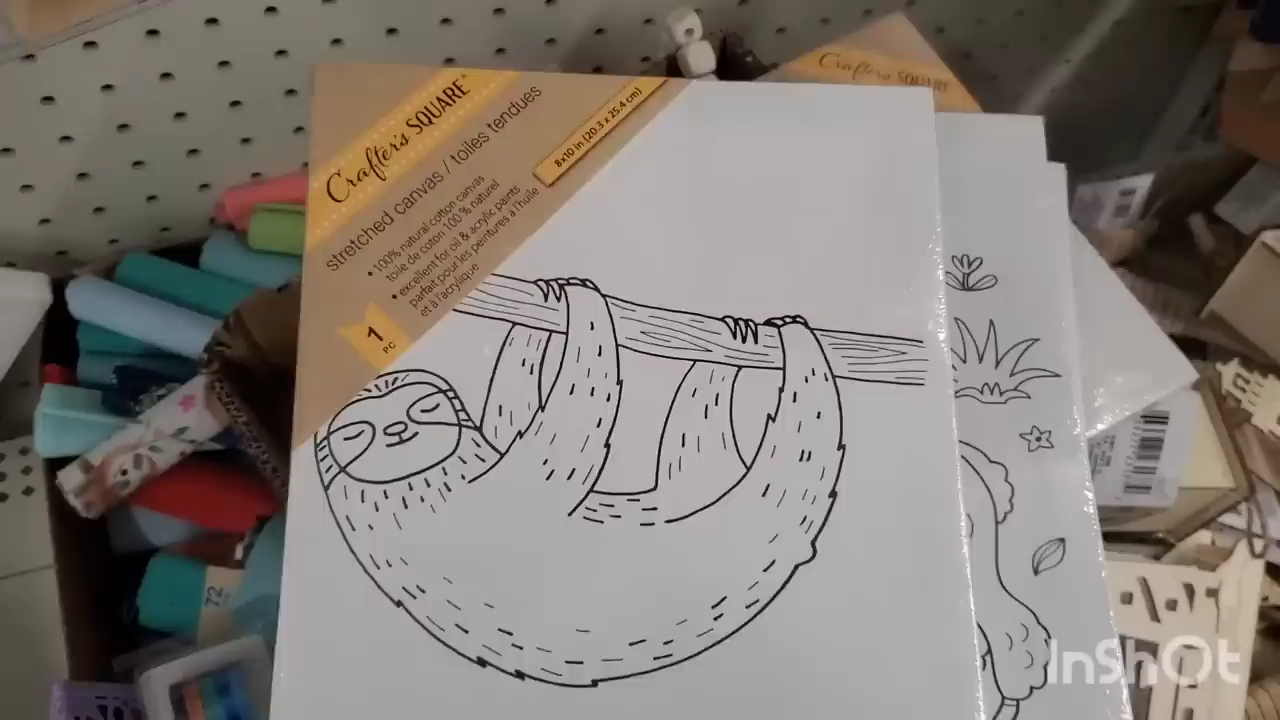 Crafter's SQUARE
stretched canvas / toiles tendues
8x10 in (20.3 x 25.4 cm)
• 100% natural cotton canvas
toile de coton 100 % naturel
• excellent for oil & acrylic paints
parfait pour les peintures à l'huile
et à l'acrylique
1
PC
Crafter's SQUARE
72
InShOt